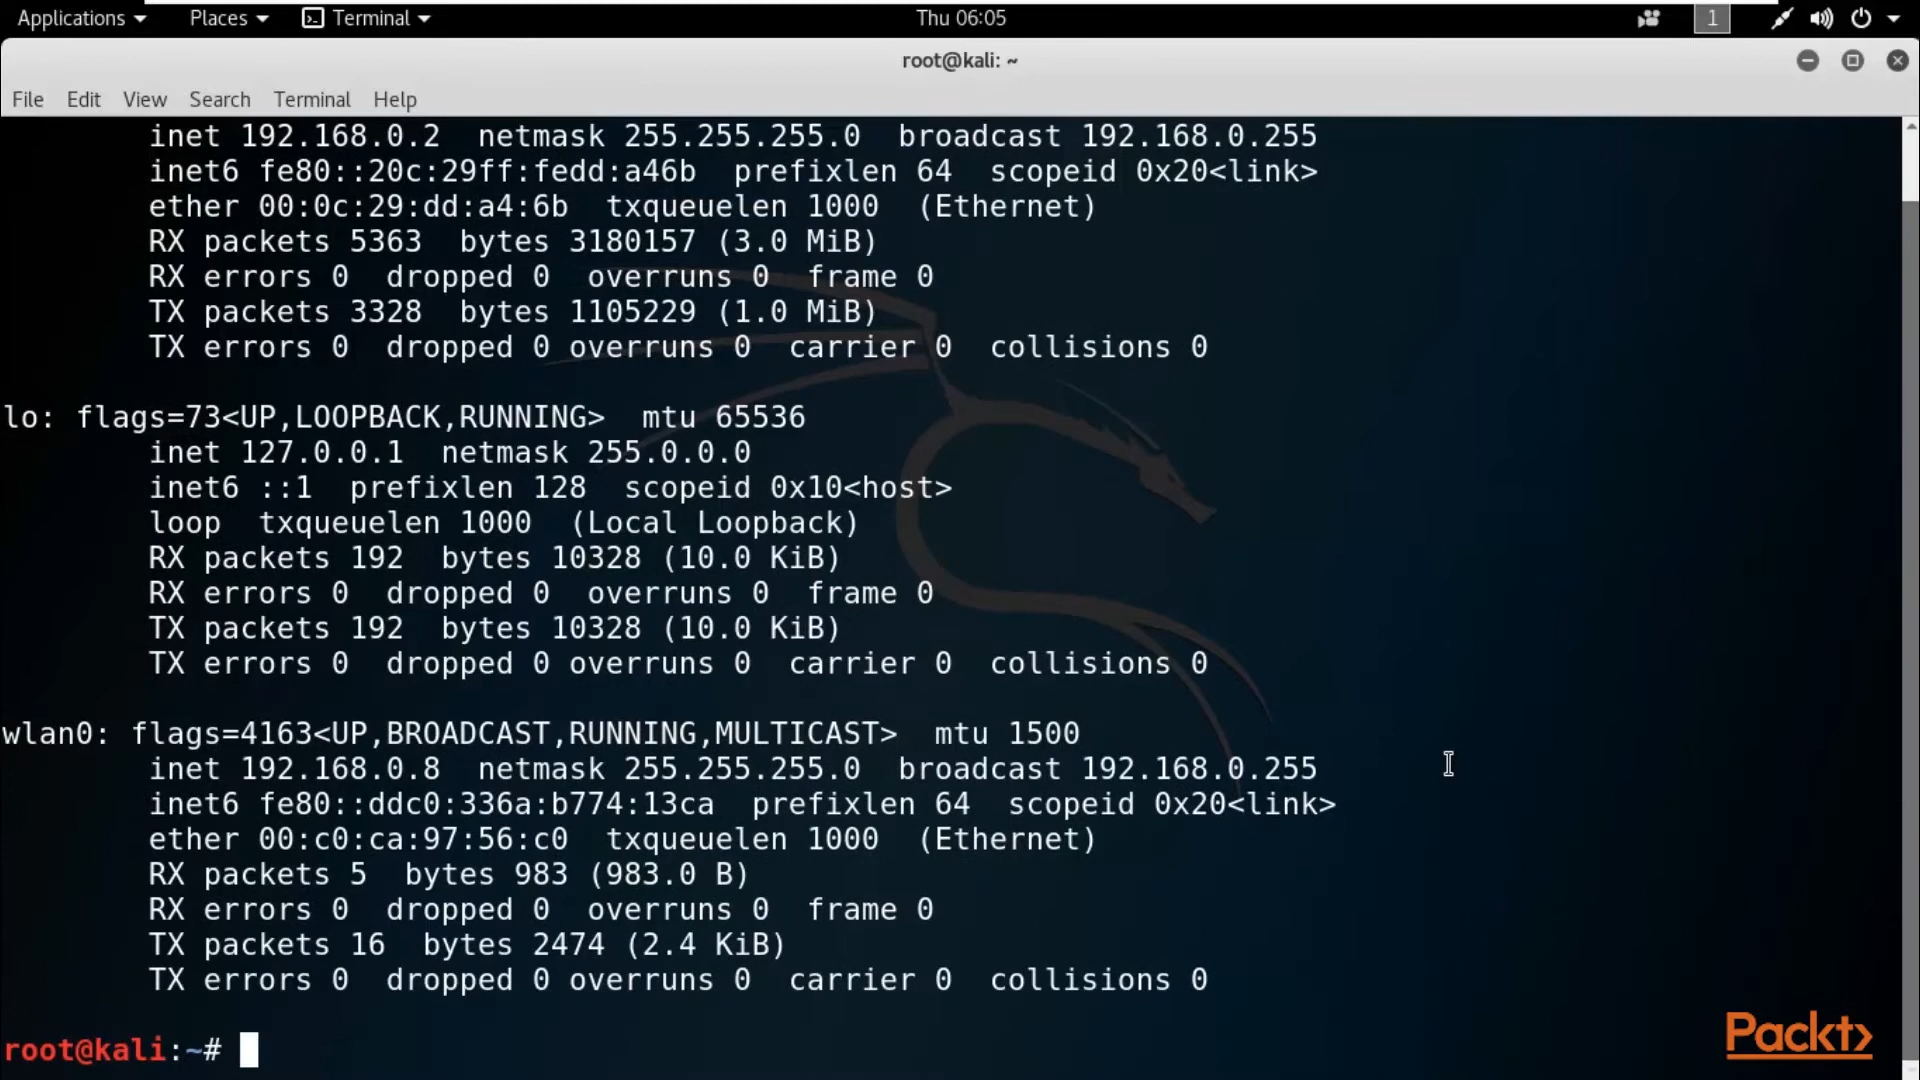 Applications Places Terminal Thu 06:05 1
root@kali: ~
File Edit View Search Terminal Help
inet 192.168.0.2 netmask 255.255.255.0 broadcast 192.168.0.255
inet6 fe80::20c:29ff:fedd:a46b prefixlen 64 scopeid 0x20<link>
ether 00:0c:29:dd:a4:6b txqueuelen 1000 (Ethernet)
RX packets 5363 bytes 3180157 (3.0 MiB)
RX errors 0 dropped 0 overruns 0 frame 0
TX packets 3328 bytes 1105229 (1.0 MiB)
TX errors 0 dropped 0 overruns 0 carrier 0 collisions 0
lo: flags=73<UP,LOOPBACK,RUNNING> mtu 65536
inet 127.0.0.1 netmask 255.0.0.0
inet6 ::1 prefixlen 128 scopeid 0x10<host>
loop txqueuelen 1000 (Local Loopback)
RX packets 192 bytes 10328 (10.0 KiB)
RX errors 0 dropped 0 overruns 0 frame 0
TX packets 192 bytes 10328 (10.0 KiB)
TX errors 0 dropped 0 overruns 0 carrier 0 collisions 0
wlan0: flags=4163<UP,BROADCAST,RUNNING,MULTICAST> mtu 1500
inet 192.168.0.8 netmask 255.255.255.0 broadcast 192.168.0.255
inet6 fe80::ddc0:336a:b774:13ca prefixlen 64 scopeid 0x20<link>
ether 00:c0:ca:97:56:c0 txqueuelen 1000 (Ethernet)
RX packets 5 bytes 983 (983.0 B)
RX errors 0 dropped 0 overruns 0 frame 0
TX packets 16 bytes 2474 (2.4 KiB)
TX errors 0 dropped 0 overruns 0 carrier 0 collisions 0
root@kali:~#
Packt>